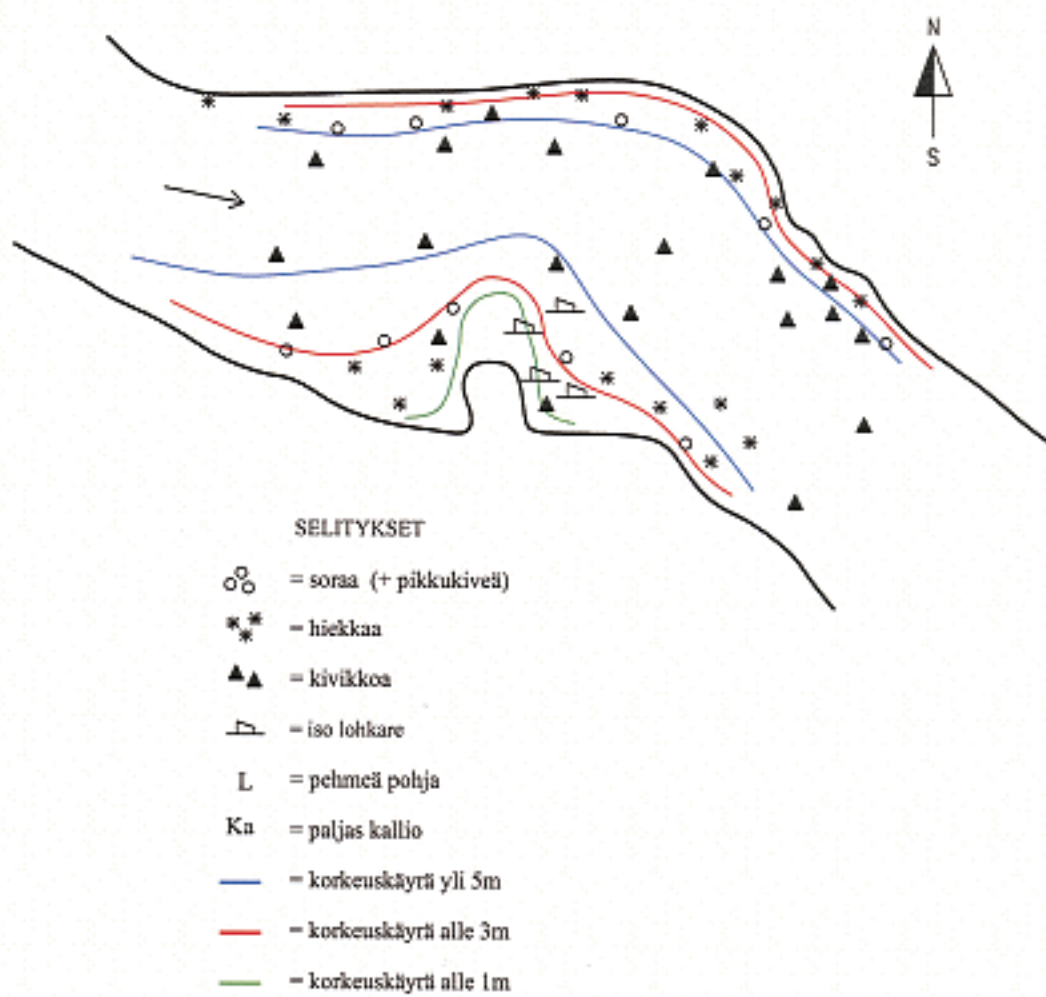 N
S
SELITYKSET
= soraa (+ pikkukiveä)
= hiekkaa
= kivikkoa
= iso lohkare
L = pehmeä pohja
Ka = paljas kallio
= korkeuskäyrä yli 5m
= korkeuskäyrä alle 3m
= korkeuskäyrä alle 1m